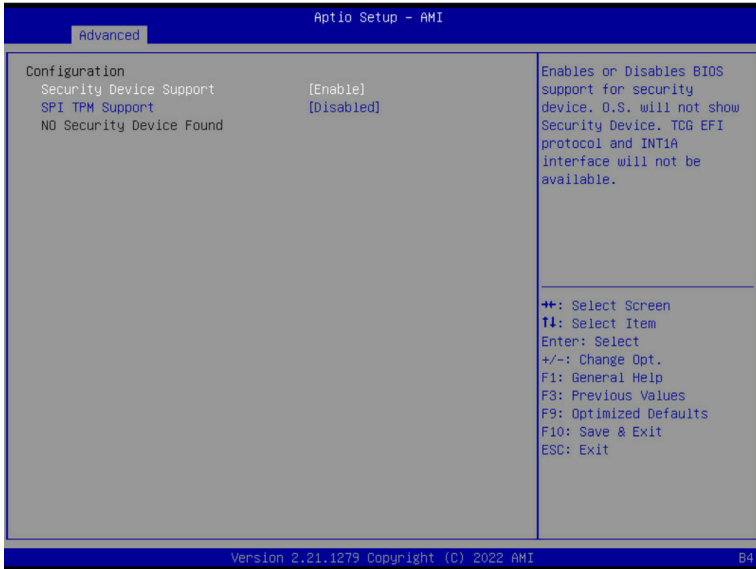 Aptio Setup – AMI
Advanced
Configuration
Security Device Support [Enable]
SPI TPM Support [Disabled]
NO Security Device Found
Enables or Disables BIOS
support for security
device. O.S. will not show
Security Device. TCG EFI
protocol and INT1A
interface will not be
available.
→←: Select Screen
↑↓: Select Item
Enter: Select
+/-: Change Opt.
F1: General Help
F3: Previous Values
F9: Optimized Defaults
F10: Save & Exit
ESC: Exit
Version 2.21.1279 Copyright (C) 2022 AMI
B4